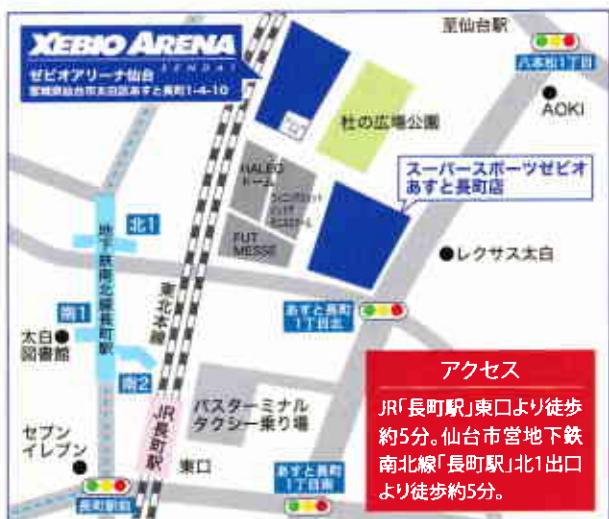 至仙台駅
XEBIO ARENA
SENDAI
ゼビオアリーナ仙台
宮城県仙台市太白区あすと長町1-4-10
八本松1丁目
AOKI
杜の広場公園
HALEO
ドーム
スーパースポーツゼビオ
あすと長町店
FUT
MESSE
北1
地下鉄南北線長町駅
東北本線
レクサス太白
南1
太白
図書館
あすと長町
1丁目北
南2
JR長町駅
バスターミナル
タクシー乗り場
セブン
イレブン
東口
長町駅前
あすと長町
1丁目南
アクセス
JR「長町駅」東口より徒歩
約5分。仙台市営地下鉄
南北線「長町駅」北1出口
より徒歩約5分。